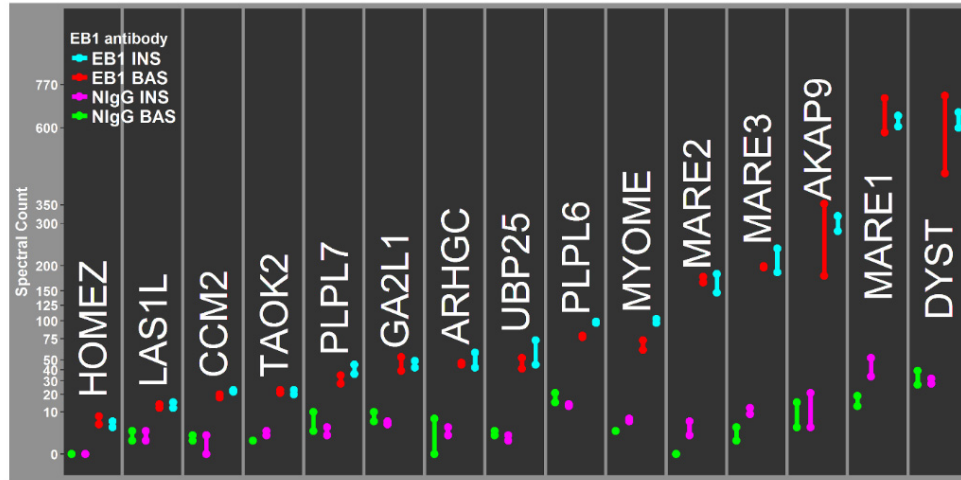 EB1 antibody
EB1 INS
EB1 BAS
NIgG INS
NIgG BAS
Spectral Count
770
600
350
300
200
150
125
100
75
50
40
30
20
10
0
HOMEZ
LAS1L
CCM2
TAOK2
PLPL7
GA2L1
ARHGC
UBP25
PLPL6
MYOME
MARE2
MARE3
AKAP9
MARE1
DYST